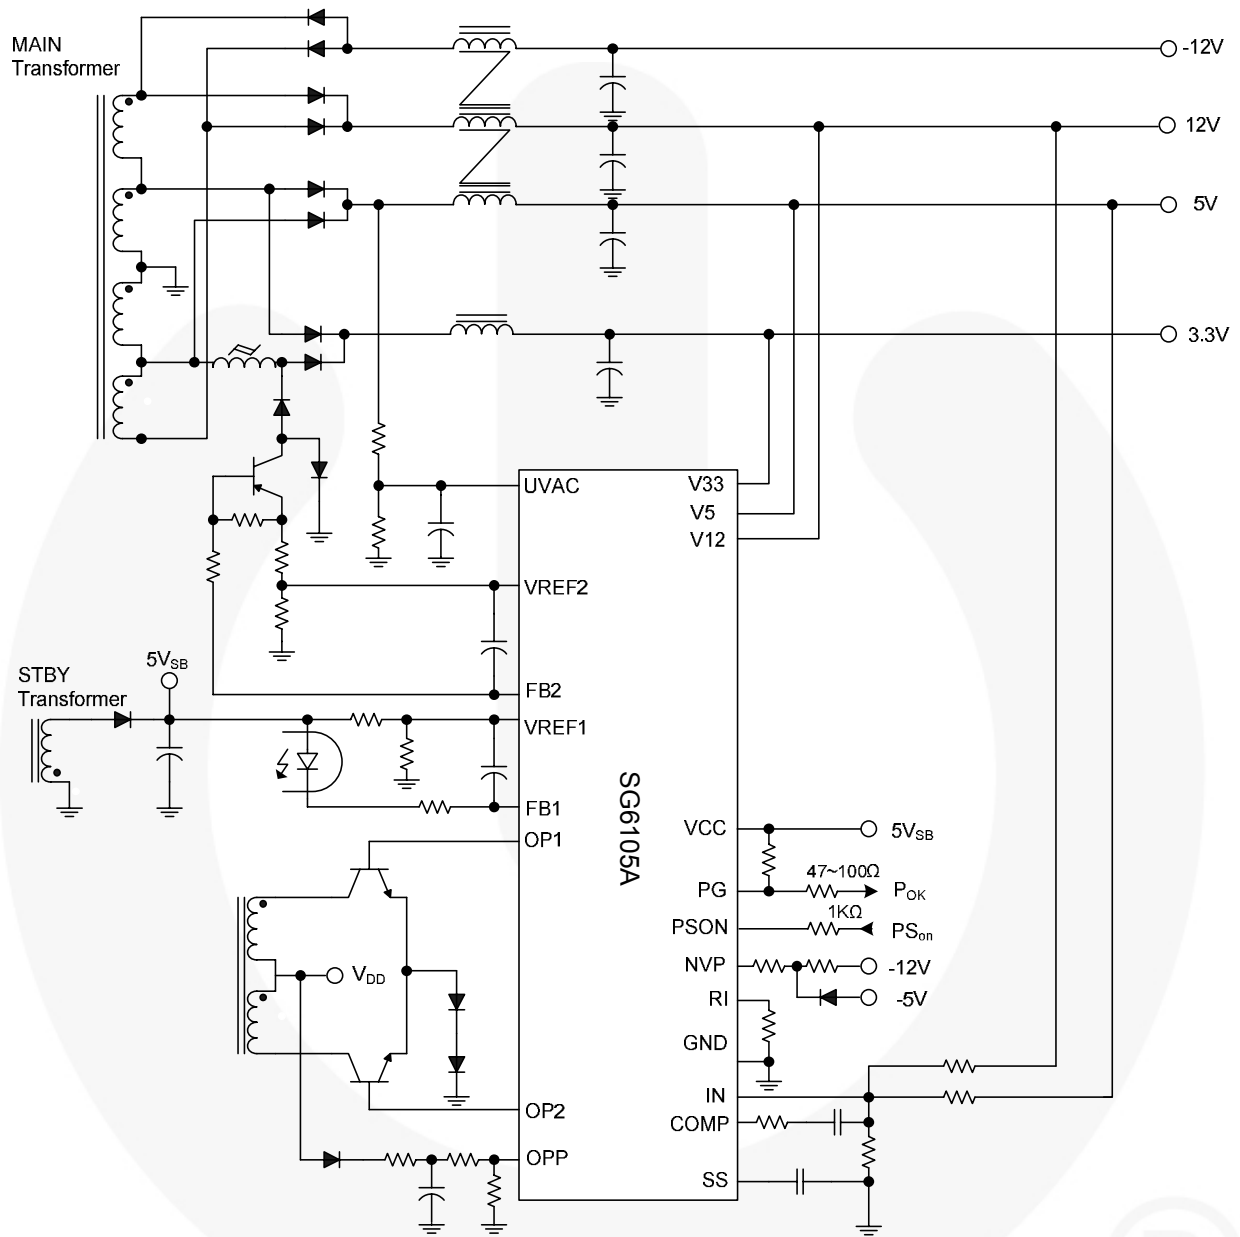 MAIN
Transformer
-12V
12V
5V
3.3V
UVAC
V33
V5
V12
VREF2
FB2
5VSB
STBY
Transformer
VREF1
FB1
OP1
SG6105A
VCC
5VSB
PG
47~100Ω
POK
PSON
1KΩ
PSon
NVP
-12V
VDD
RI
-5V
GND
IN
OP2
COMP
OPP
SS